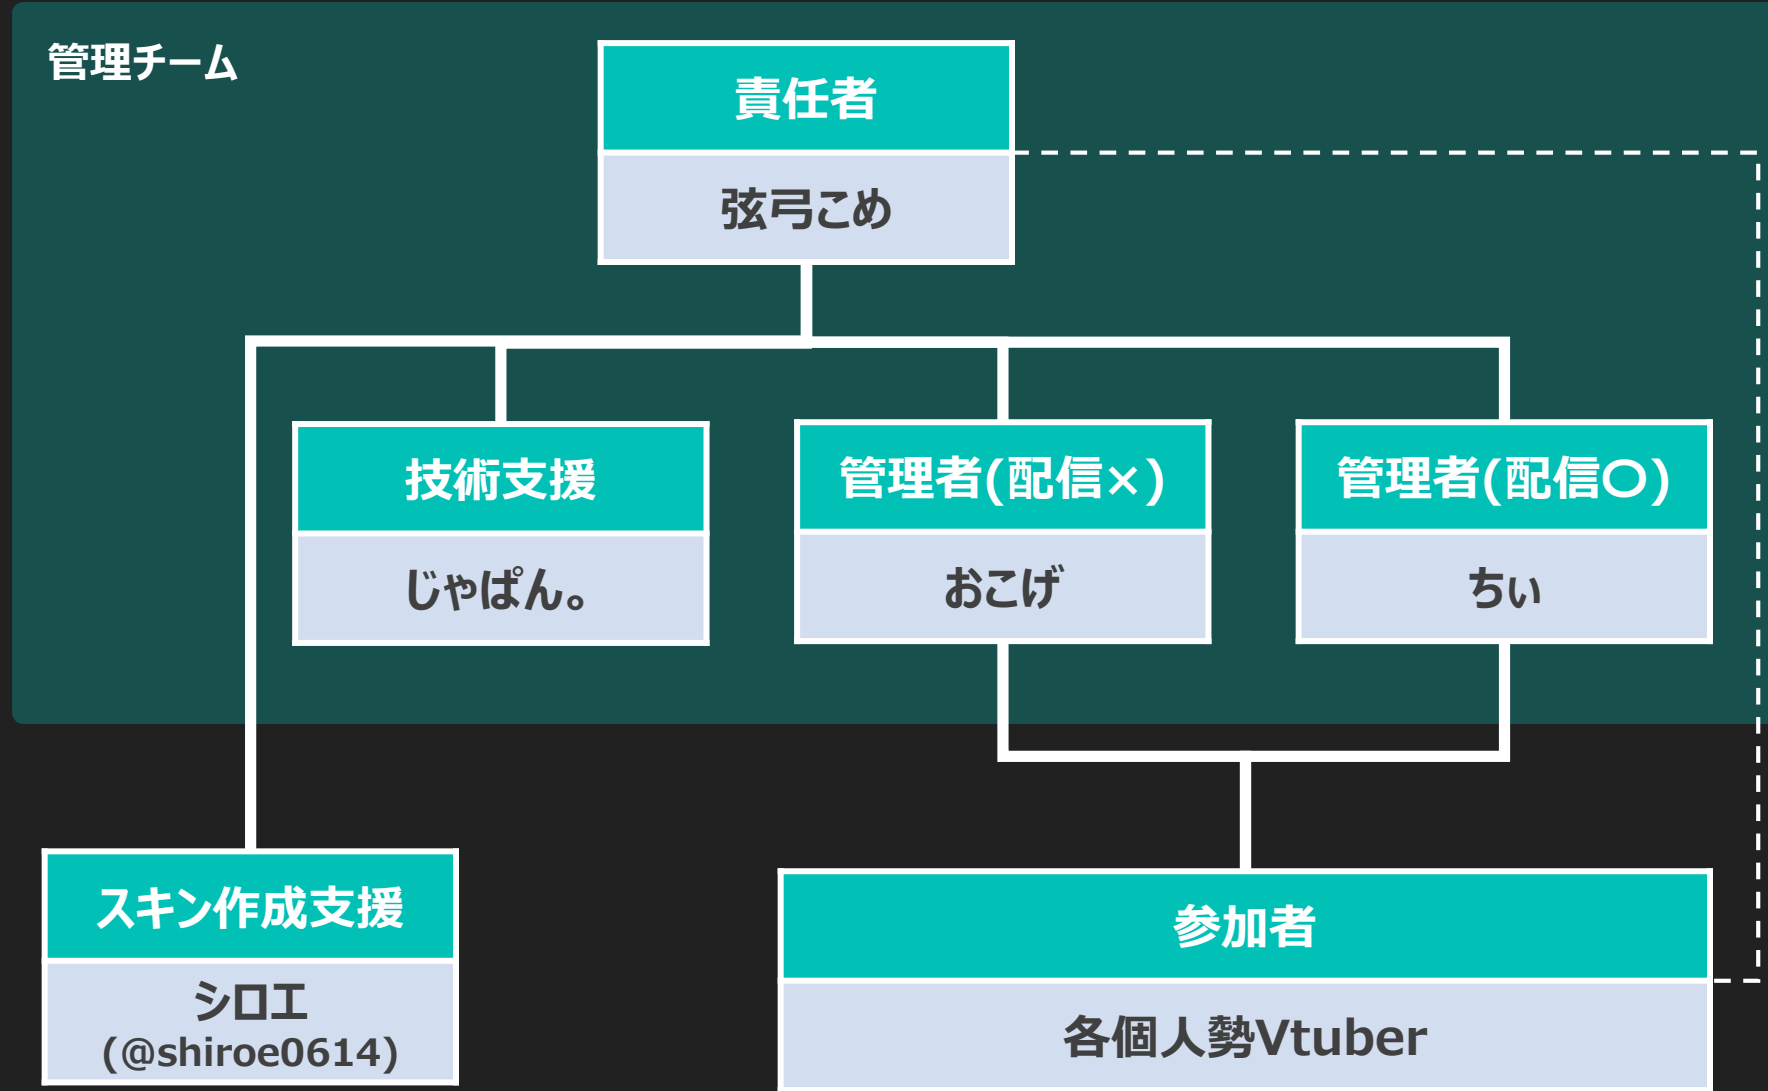 管理チーム
責任者
弦弓こめ
技術支援
じゃぱん。
管理者(配信×)
おこげ
管理者(配信〇)
ちぃ
スキン作成支援
シロエ
(@shiroe0614)
参加者
各個人勢Vtuber